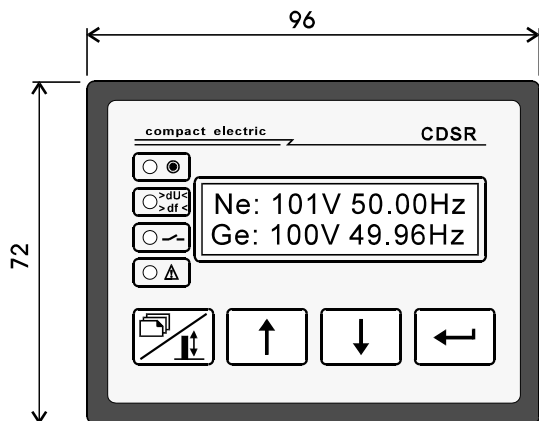 96
72
compact electric
CDSR
>dU<
>df<
Ne: 101V 50.00Hz
Ge: 100V 49.96Hz